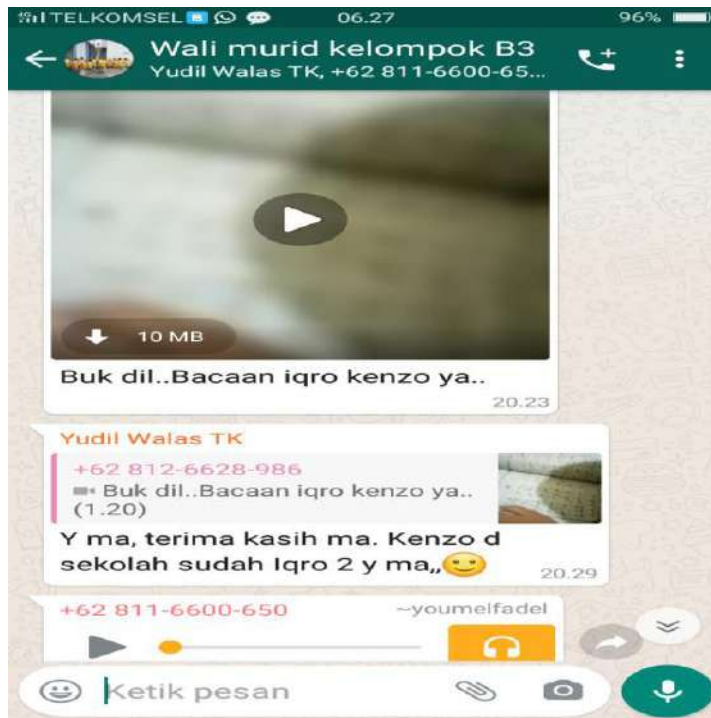 TELKOMSEL 06.27 96%
Wali murid kelompok B3
Yudil Walas TK, +62 811-6600-65...
10 MB
Buk dil..Bacaan iqro kenzo ya..
20.23
Yudil Walas TK
+62 812-6628-986
Buk dil..Bacaan iqro kenzo ya..
(1.20)
Y ma, terima kasih ma. Kenzo d
sekolah sudah Iqro 2 y ma,,🙂
20.29
+62 811-6600-650 ~youmelfadel
Ketik pesan